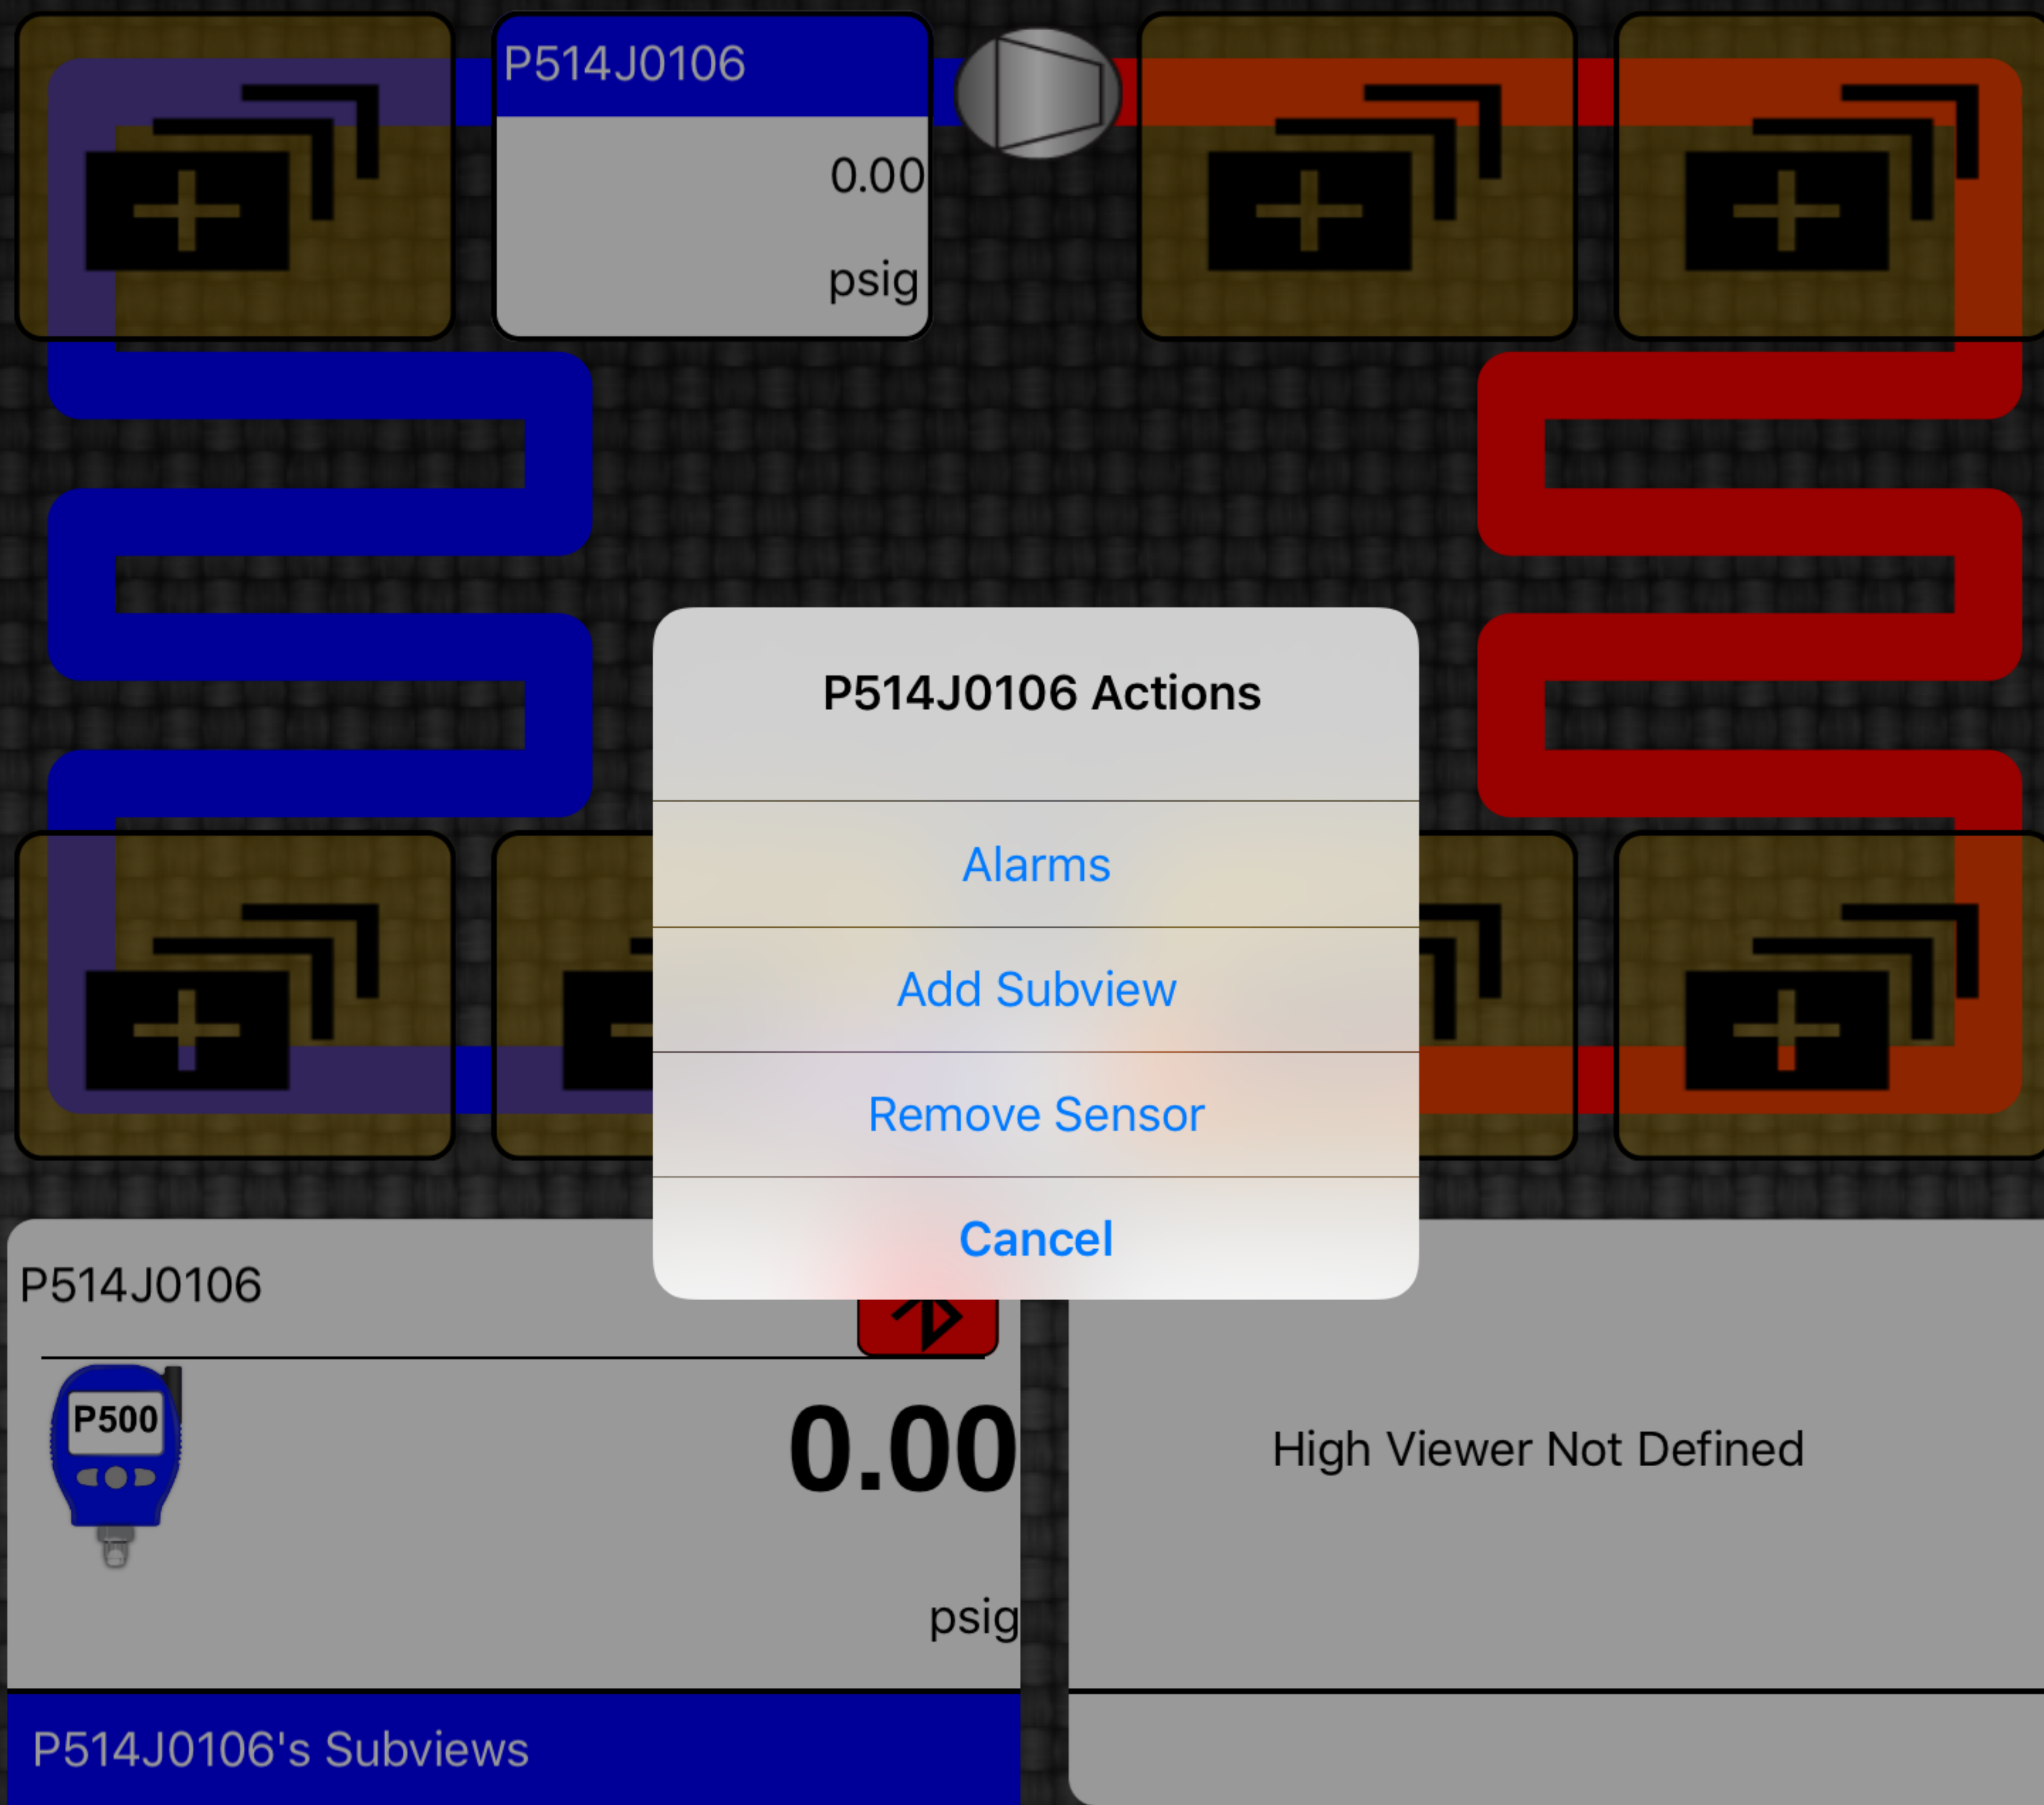 P514J0106
0.00
psig
P514J0106 Actions
Alarms
Add Subview
Remove Sensor
Cancel
P514J0106
P500
0.00
psig
High Viewer Not Defined
P514J0106's Subviews